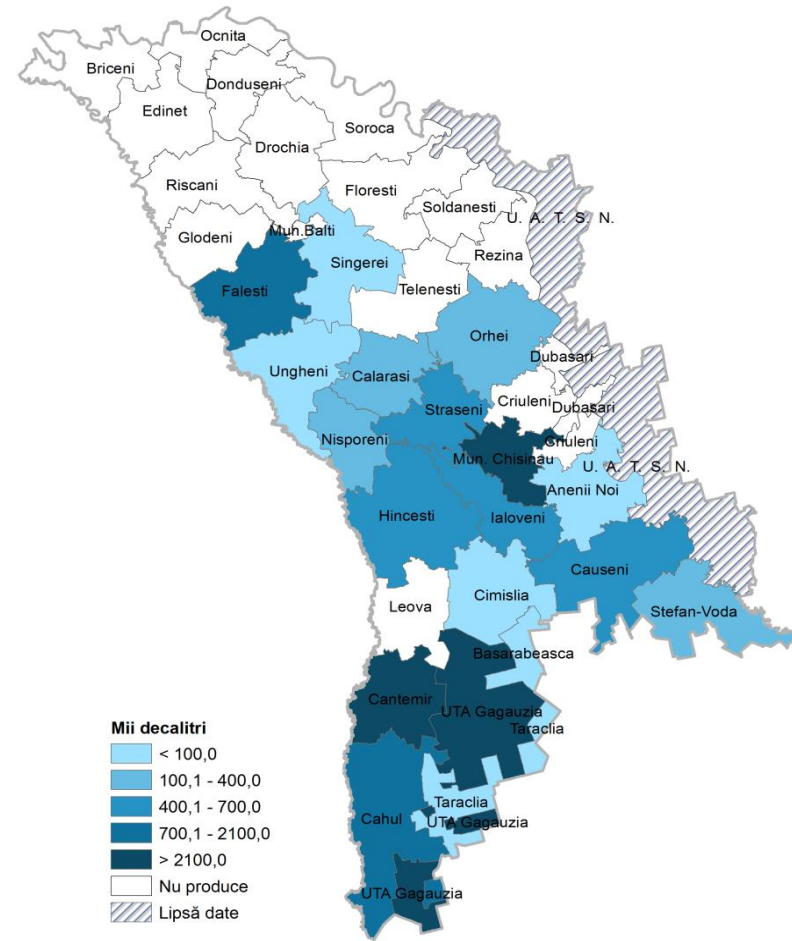 Ocnita
Briceni
Donduseni
Edinet
Soroca
Drochia
Riscani
Floresti
Soldanesti
U. A. T. S. N.
Mun.Balti
Glodeni
Rezina
Singerei
Telenesti
Falesti
Orhei
Dubasari
Ungheni
Calarasi
Criuleni
Dubasari
Straseni
Nisporeni
Criuleni
Mun. Chisinau
U. A. T. S. N.
Anenii Noi
Hincesti
Ialoveni
Causeni
Cimislia
Leova
Stefan-Voda
Basarabeasca
Cantemir
UTA Gagauzia
Taraclia
Taraclia
Cahul
UTA Gagauzia
UTA Gagauzia
Mii decalitri
< 100,0
100,1 - 400,0
400,1 - 700,0
700,1 - 2100,0
> 2100,0
Nu produce
Lipsă date